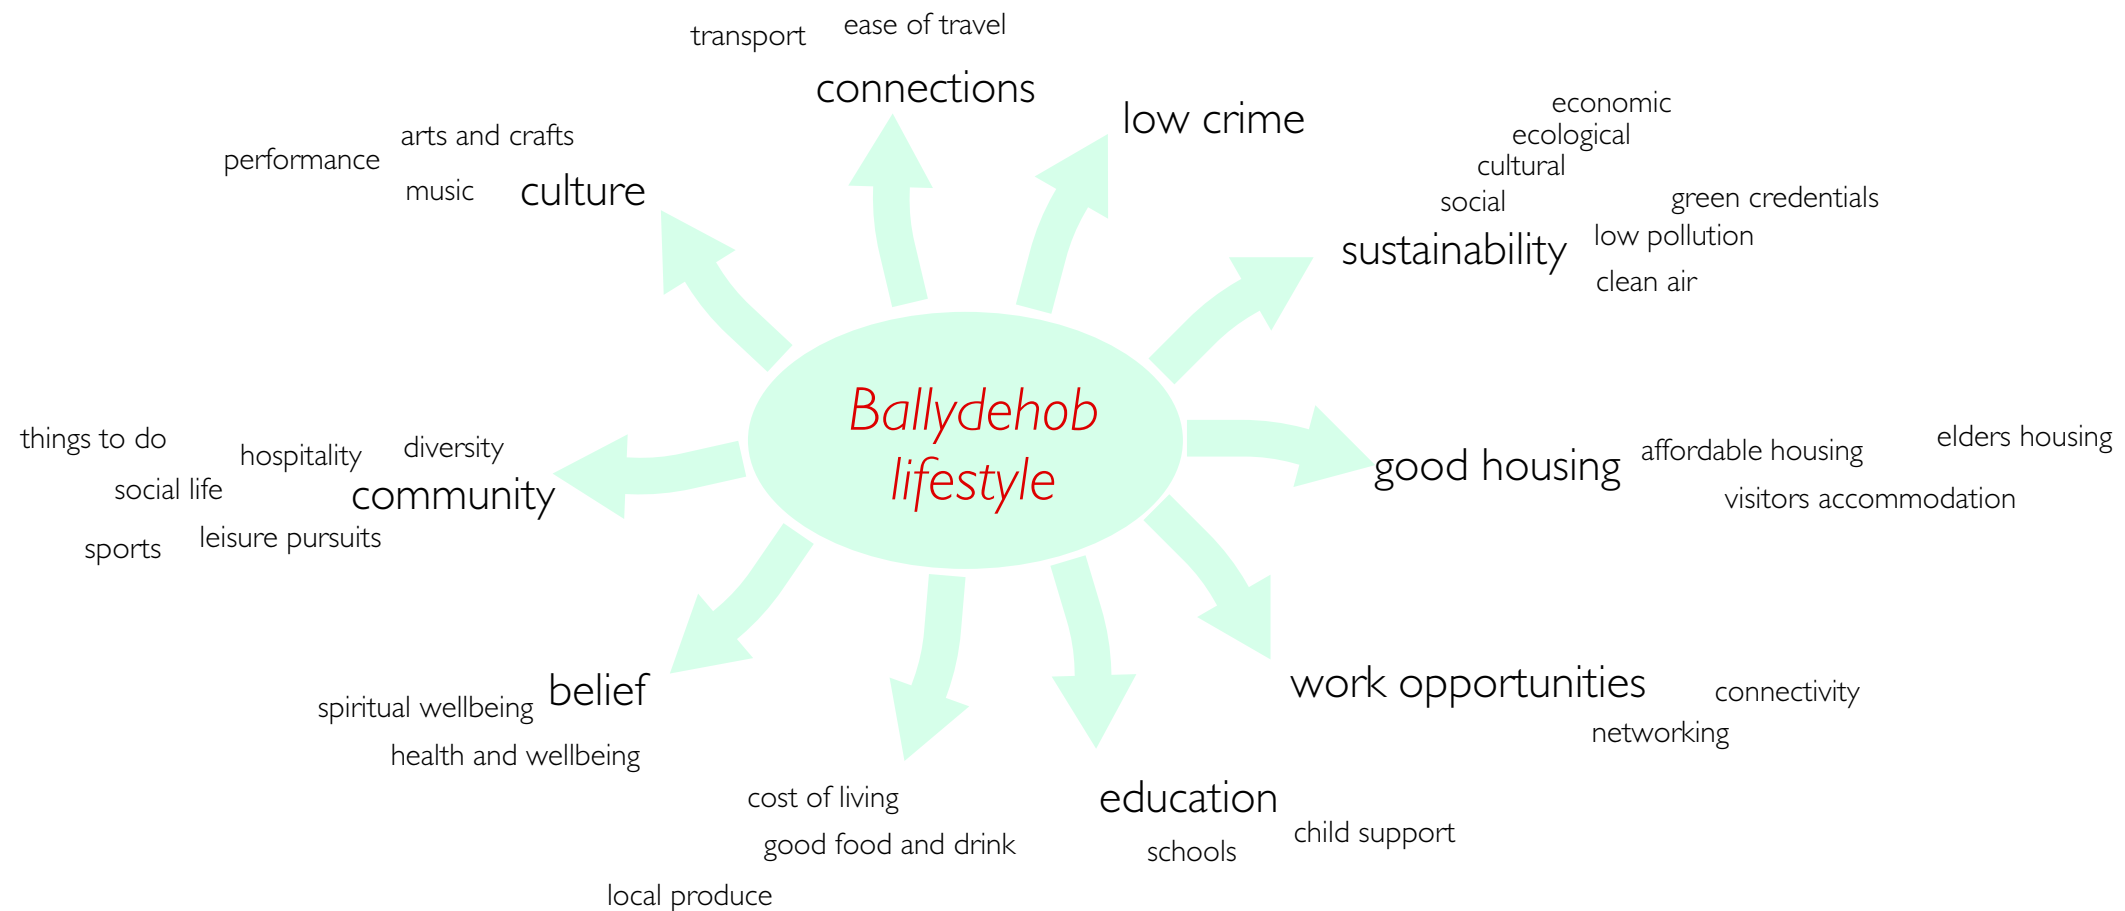 transport
ease of travel
connections
low crime
economic
ecological
cultural
social
green credentials
sustainability
low pollution
clean air
performance
arts and crafts
music
culture
Ballydehob
lifestyle
good housing
affordable housing
elders housing
visitors accommodation
things to do
hospitality
diversity
social life
community
sports
leisure pursuits
work opportunities
connectivity
networking
belief
spiritual wellbeing
health and wellbeing
cost of living
good food and drink
local produce
education
schools
child support